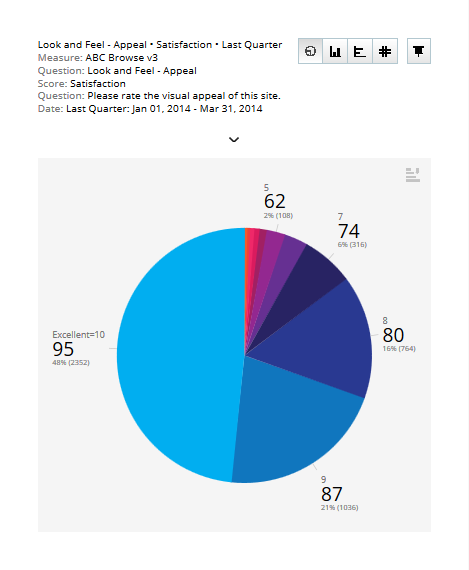 Look and Feel - Appeal • Satisfaction • Last Quarter
Measure: ABC Browse v3
Question: Look and Feel - Appeal
Score: Satisfaction
Question: Please rate the visual appeal of this site.
Date: Last Quarter: Jan 01, 2014 - Mar 31, 2014
5
62
2% (108)
7
74
6% (316)
8
80
16% (764)
Excellent=10
95
48% (2352)
9
87
21% (1036)